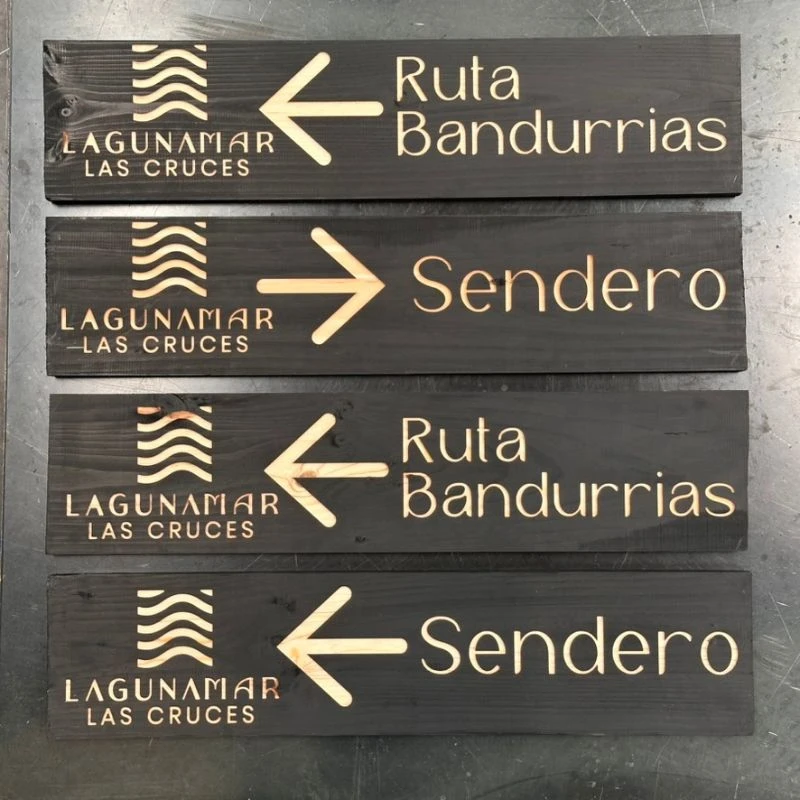 LAGUNAMAR
LAS CRUCES
Ruta
Bandurrias
LAGUNAMAR
LAS CRUCES
Sendero
LAGUNAMAR
LAS CRUCES
Ruta
Bandurrias
LAGUNAMAR
LAS CRUCES
Sendero